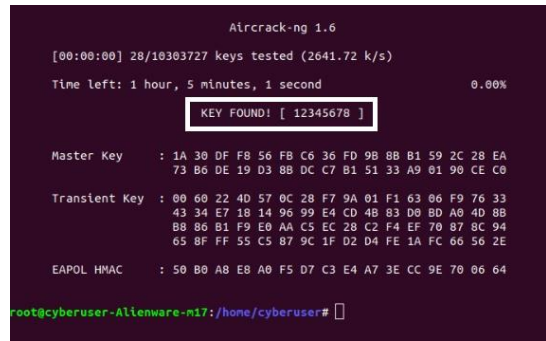 Aircrack-ng 1.6
[00:00:00] 28/10303727 keys tested (2641.72 k/s)
Time left: 1 hour, 5 minutes, 1 second 0.00%
KEY FOUND! [ 12345678 ]
Master Key : 1A 30 DF F8 56 FB C6 36 FD 9B 8B B1 59 2C 28 EA
73 B6 DE 19 D3 8B DC C7 B1 51 33 A9 01 90 CE C0
Transient Key : 00 60 22 4D 57 0C 28 F7 9A 01 F1 63 06 F9 76 33
43 34 E7 18 14 96 99 E4 CD 4B 83 D0 BD A0 4D 8B
B8 86 B1 F9 E0 AA C5 EC 28 C2 F4 EF 70 87 8C 94
65 8F FF 55 C5 87 9C 1F D2 D4 FE 1A FC 66 56 2E
EAPOL HMAC : 50 B0 A8 E8 A0 F5 D7 C3 E4 A7 3E CC 9E 70 06 64
root@cyberuser-Alienware-m17:/home/cyberuser#